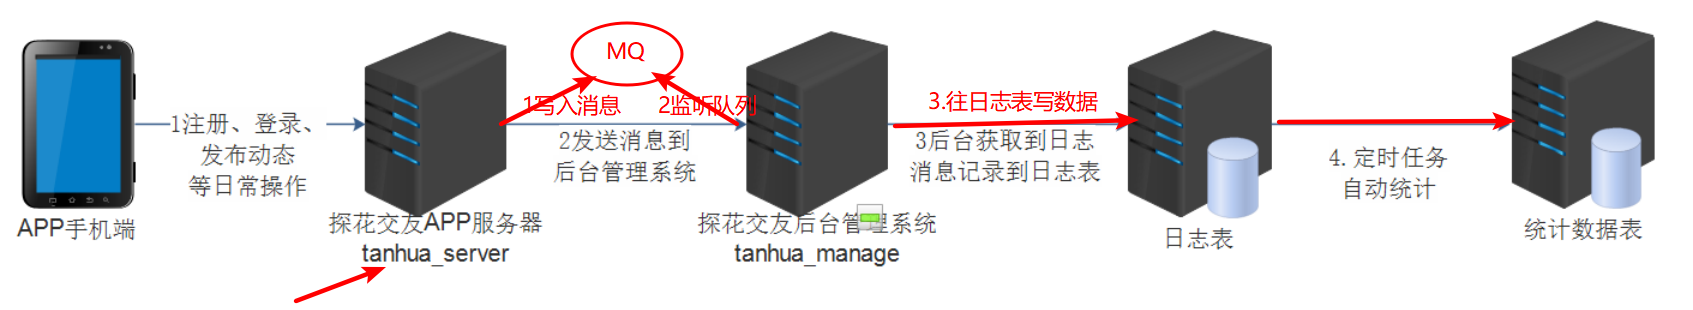 MQ
1写入消息
2监听队列
3.往日志表写数据
1注册、登录、
发布动态
等日常操作
2发送消息到
后台管理系统
3后台获取到日志
消息记录到日志表
4.定时任务
自动统计
APP手机端
探花交友APP服务器
tanhua_server
探花交友后台管理系统
tanhua_manage
日志表
统计数据表